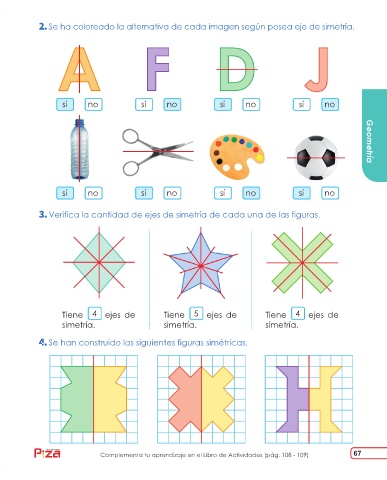 2. Se ha coloreado la alternativa de cada imagen según posea eje de simetría.
A F D J
sí no sí no sí no sí no
sí no sí no sí no sí no
Geometría
3. Verifica la cantidad de ejes de simetría de cada una de las figuras.
Tiene 4 ejes de simetría.
Tiene 5 ejes de simetría.
Tiene 4 ejes de simetría.
4. Se han construido las siguientes figuras simétricas.
Complementa tu aprendizaje en el Libro de Actividades (pág. 108 - 109)
67